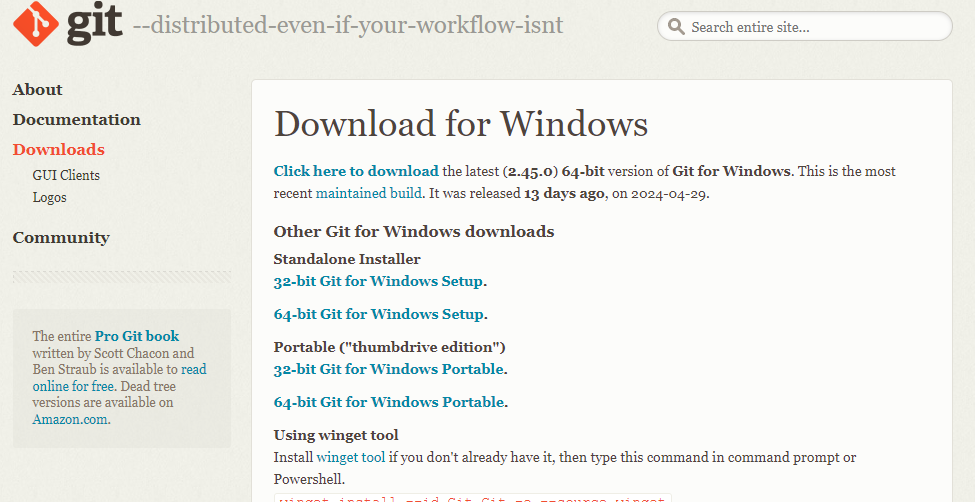 git --distributed-even-if-your-workflow-isnt
Search entire site...
About
Documentation
Downloads
GUI Clients
Logos
Community
The entire Pro Git book
written by Scott Chacon and
Ben Straub is available to read
online for free. Dead tree
versions are available on
Amazon.com.
Download for Windows
Click here to download the latest (2.45.0) 64-bit version of Git for Windows. This is the most
recent maintained build. It was released 13 days ago, on 2024-04-29.
Other Git for Windows downloads
Standalone Installer
32-bit Git for Windows Setup.
64-bit Git for Windows Setup.
Portable ("thumbdrive edition")
32-bit Git for Windows Portable.
64-bit Git for Windows Portable.
Using winget tool
Install winget tool if you don't already have it, then type this command in command prompt or
Powershell.
winget install --id Git.Git -e --source winget